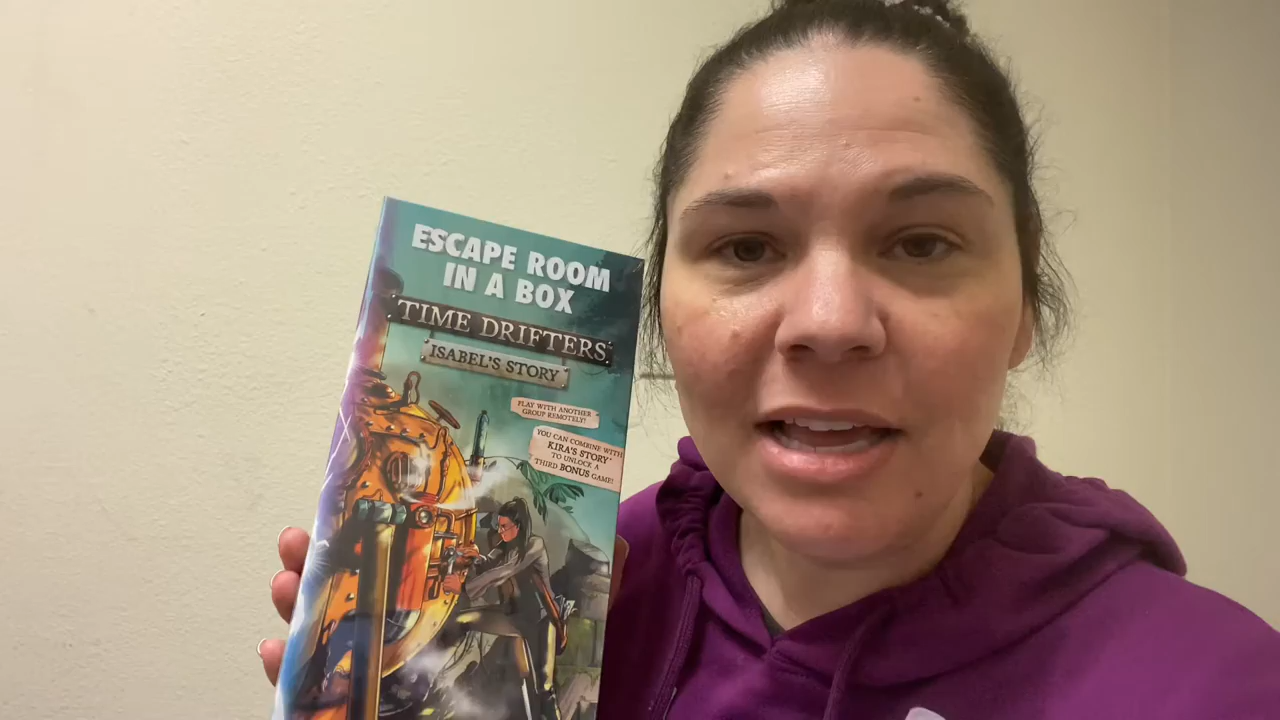 ESCAPE ROOM
IN A BOX
TIME DRIFTERS
ISABEL'S STORY
PLAY WITH ANOTHER
GROUP REMOTELY!
YOU CAN COMBINE WITH
KIRA'S STORY*
TO UNLOCK A
THIRD BONUS GAME!